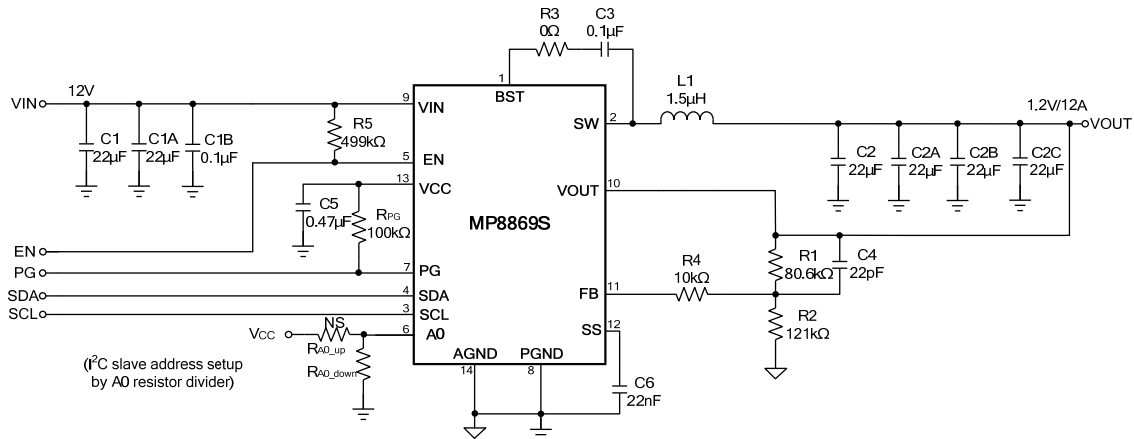 R3
0Ω
C3
0.1µF
1
BST
L1
1.5µH
12V
VIN
9
VIN
SW
2
1.2V/12A
VOUT
C1
22µF
C1A
22µF
C1B
0.1µF
R5
499kΩ
5
EN
C2
22µF
C2A
22µF
C2B
22µF
C2C
22µF
13
VCC
VOUT
10
C5
0.47µF
RPG
100kΩ
MP8869S
EN
PG
7
PG
R4
10kΩ
R1
80.6kΩ
C4
22pF
SDA
4
SDA
FB
11
SCL
3
SCL
VCC
NS
6
A0
SS
12
R2
121kΩ
RA0_up
RA0_down
(I2C slave address setup
by A0 resistor divider)
AGND
PGND
14
8
C6
22nF